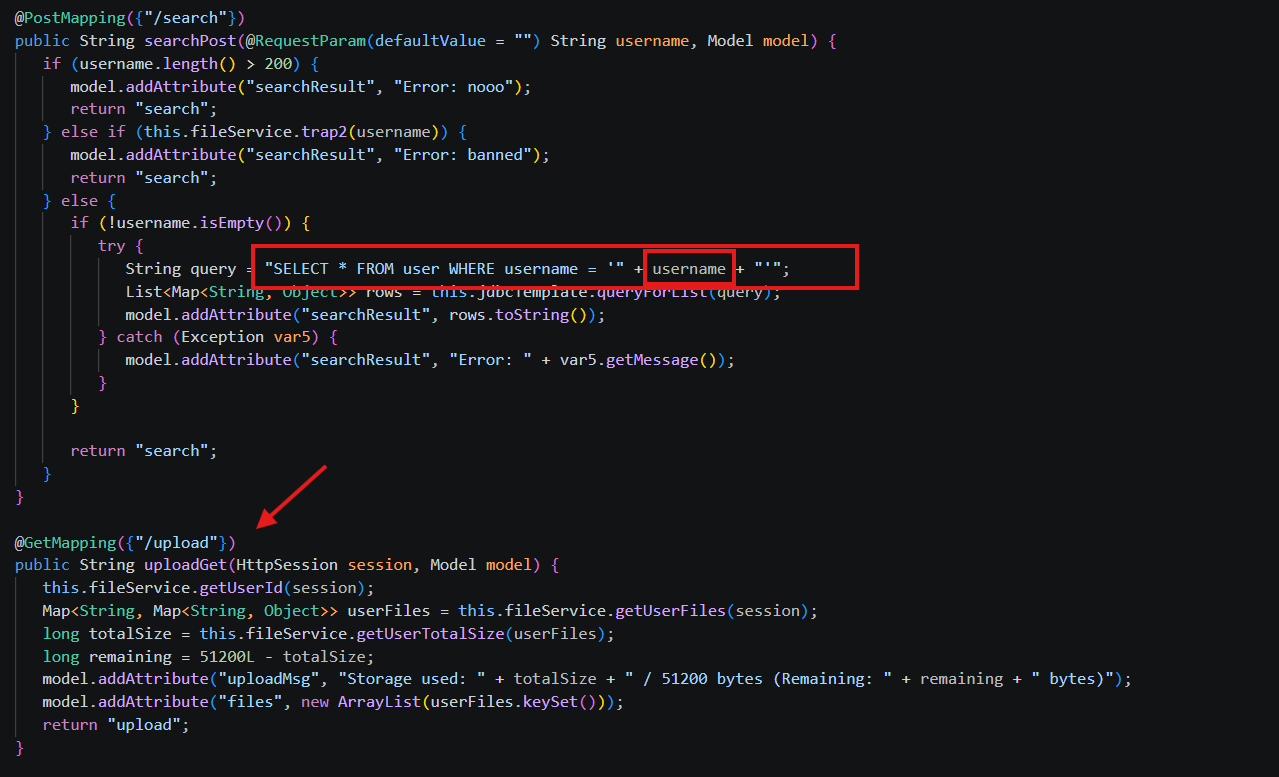 @PostMapping({"/search"})
public String searchPost(@RequestParam(defaultValue = "") String username, Model model) {
if (username.length() > 200) {
model.addAttribute("searchResult", "Error: nooo");
return "search";
} else if (this.fileService.trap2(username)) {
model.addAttribute("searchResult", "Error: banned");
return "search";
} else {
if (!username.isEmpty()) {
try {
String query = "SELECT * FROM user WHERE username = '" + username + "'";
List<Map<String, Object>> rows = this.jdbcTemplate.queryForList(query);
model.addAttribute("searchResult", rows.toString());
} catch (Exception var5) {
model.addAttribute("searchResult", "Error: " + var5.getMessage());
}
}
return "search";
}
}
@GetMapping({"/upload"})
public String uploadGet(HttpSession session, Model model) {
this.fileService.getUserId(session);
Map<String, Map<String, Object>> userFiles = this.fileService.getUserFiles(session);
long totalSize = this.fileService.getUserTotalSize(userFiles);
long remaining = 51200L - totalSize;
model.addAttribute("uploadMsg", "Storage used: " + totalSize + " / 51200 bytes (Remaining: " + remaining + " bytes)");
model.addAttribute("files", new ArrayList(userFiles.keySet()));
return "upload";
}